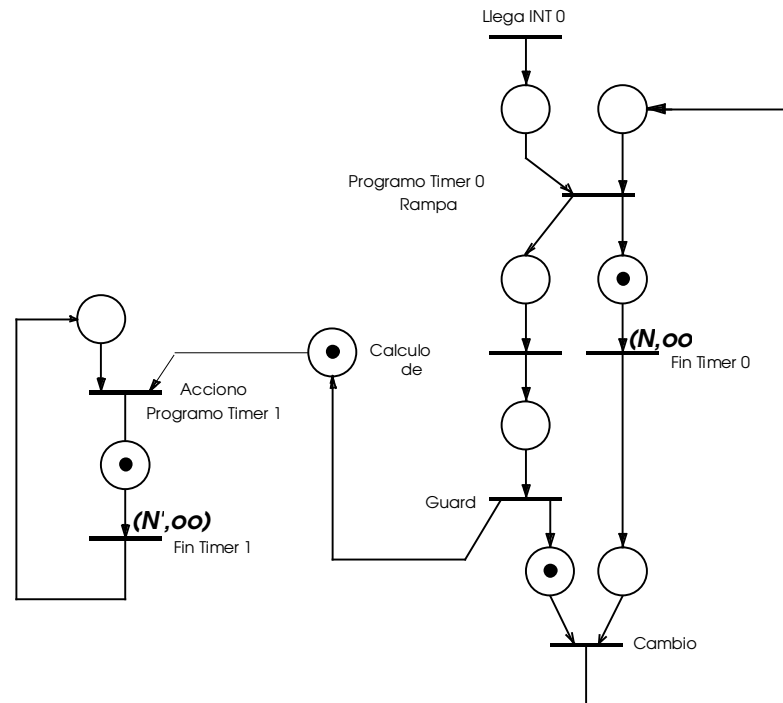 Llega INT 0
Programo Timer 0
Rampa
(N,oo
Fin Timer 0
Calculo
de
Acciono
Programo Timer 1
Guard
(N',oo)
Fin Timer 1
Cambio